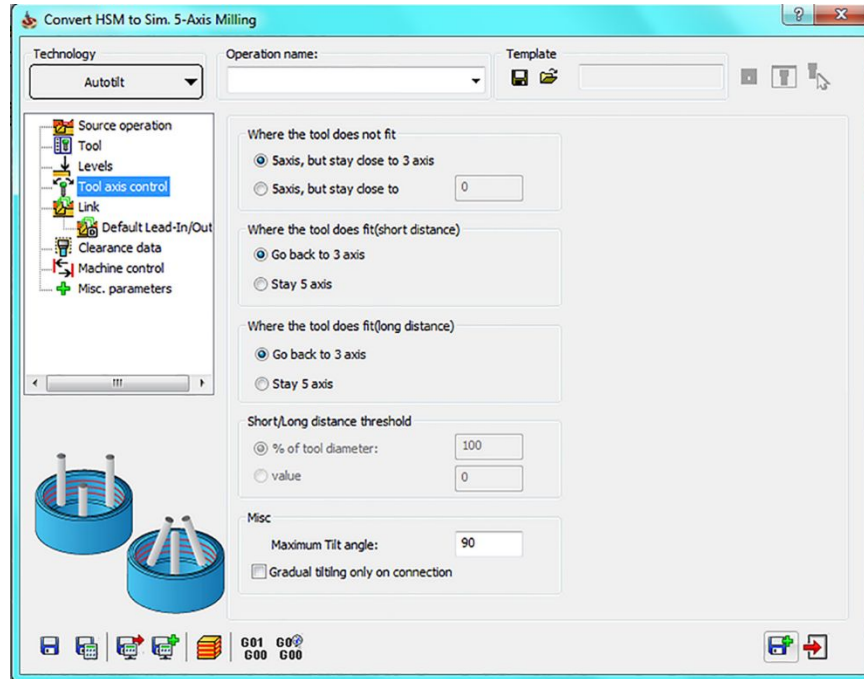 Convert HSM to Sim. 5-Axis Milling
Technology
Operation name:
Template
Autotilt
Source operation
Tool
Levels
Tool axis control
Link
Default Lead-In/Out
Clearance data
Machine control
Misc. parameters
Where the tool does not fit
5axis, but stay close to 3 axis
5axis, but stay close to 0
Where the tool does fit(short distance)
Go back to 3 axis
Stay 5 axis
Where the tool does fit(long distance)
Go back to 3 axis
Stay 5 axis
Short/Long distance threshold
% of tool diameter: 100
value 0
Misc
Maximum Tilt angle: 90
Gradual tiltilng only on connection
G01 G0
G00 G00